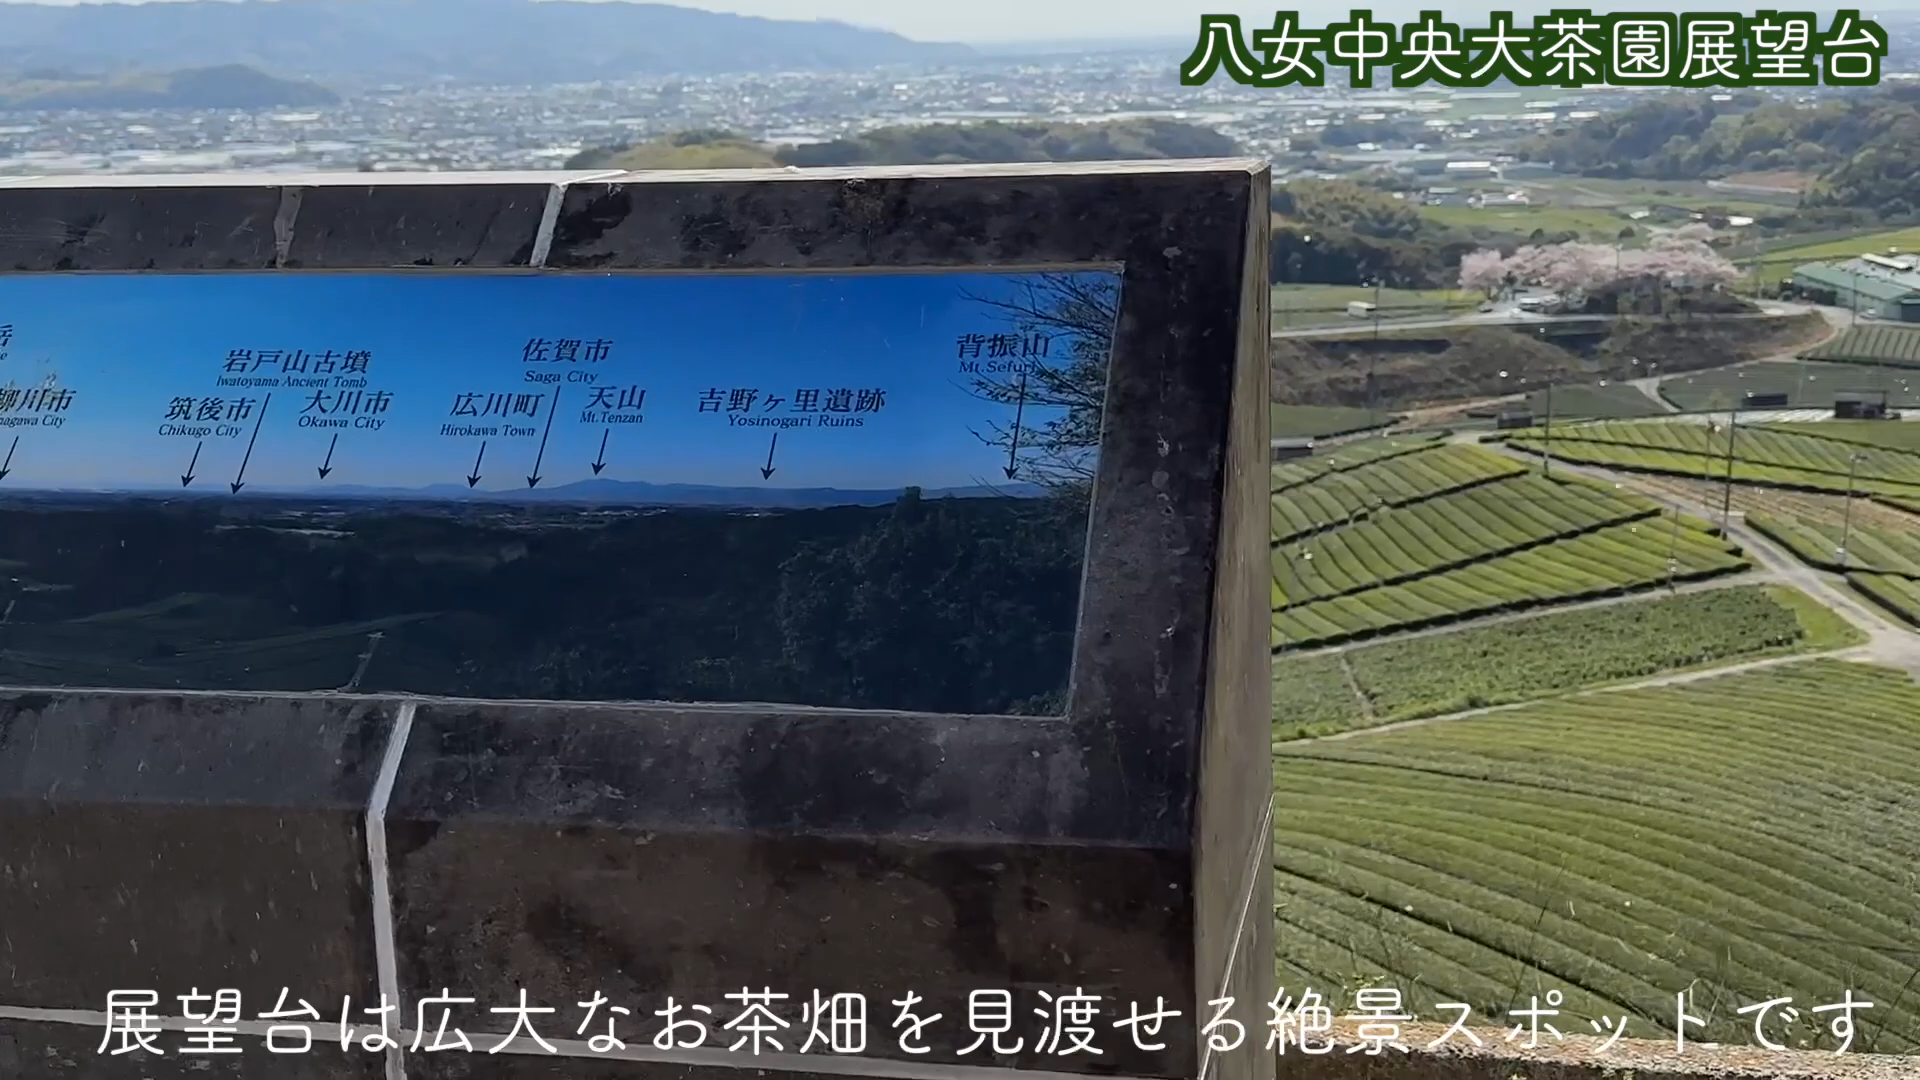 八女中央大茶園展望台
岩戸山古墳
Iwatoyama Ancient Tomb
佐賀市
Saga City
背振山
Mt.Sefuri
柳川市
nagawa City
筑後市
Chikugo City
大川市
Okawa City
広川町
Hirokawa Town
天山
Mt.Tenzan
吉野ヶ里遺跡
Yosinogari Ruins
展望台は広大なお茶畑を見渡せる絶景スポットです